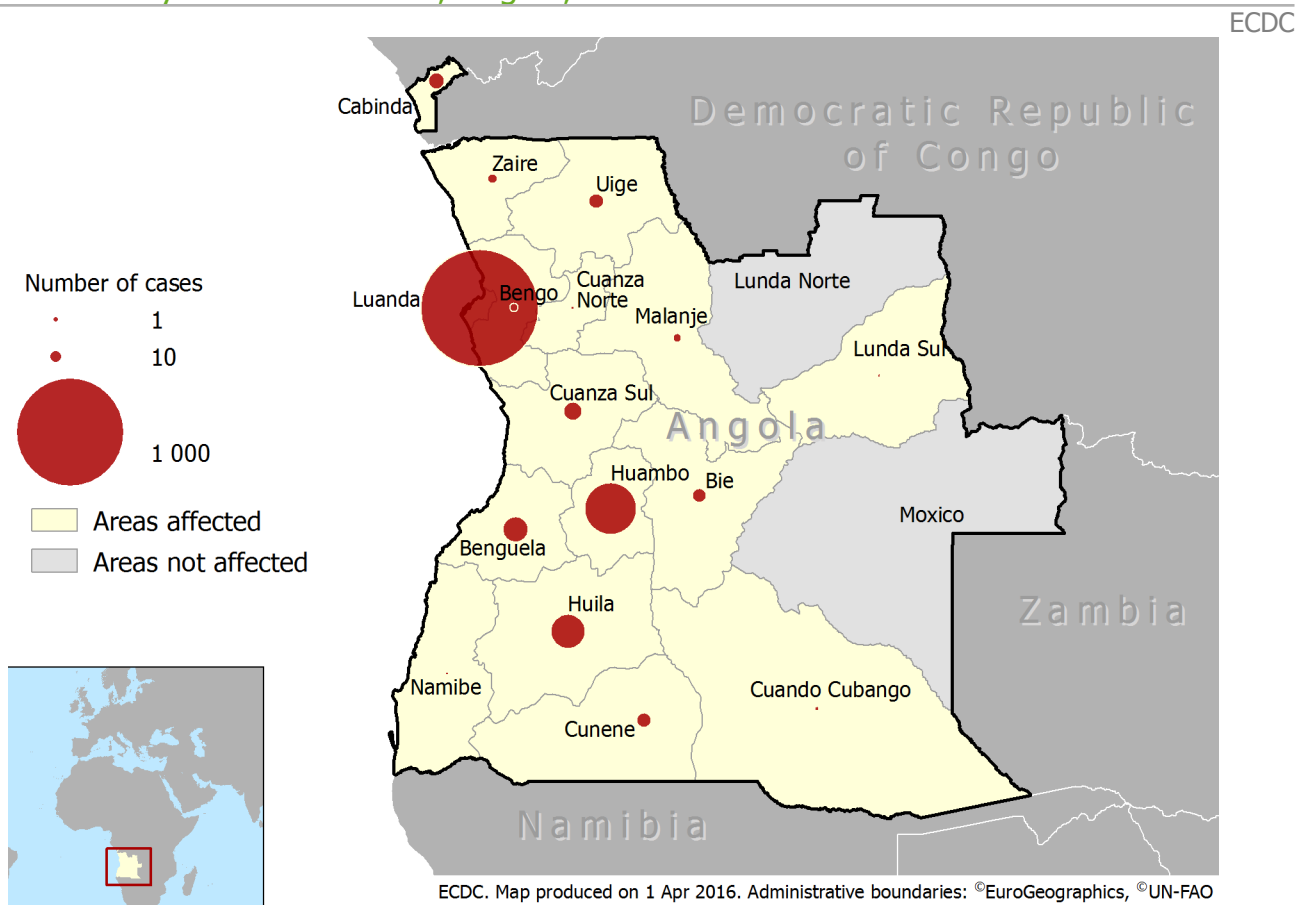 ECDC
Cabinda
Democratic Republic
of Congo
Zaire
Uige
Number of cases
1
10
1 000
Areas affected
Areas not affected
Luanda
Bengo
Cuanza
Norte
Malanje
Lunda Norte
Lunda Sul
Cuanza Sul
Angola
Huambo
Bie
Moxico
Benguela
Huila
Zambia
Namibe
Cuando Cubango
Cunene
Namibia
ECDC. Map produced on 1 Apr 2016. Administrative boundaries: ©EuroGeographics, ©UN-FAO